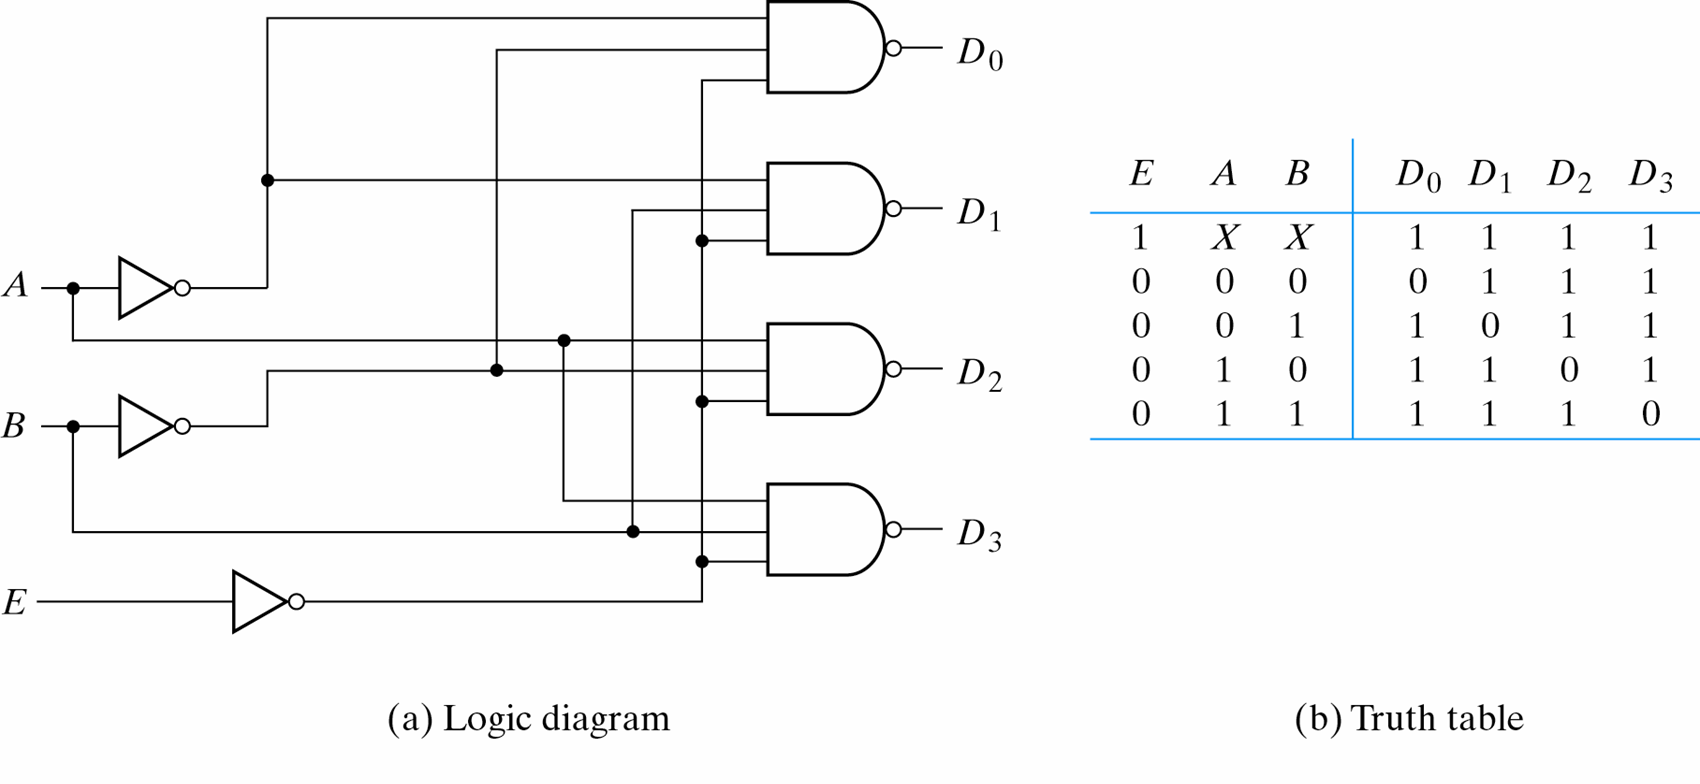 D0
D1
A
D2
B
D3
E
(a) Logic diagram
E A B D0 D1 D2 D3
1 X X 1 1 1 1
0 0 0 0 1 1 1
0 0 1 1 0 1 1
0 1 0 1 1 0 1
0 1 1 1 1 1 0
(b) Truth table